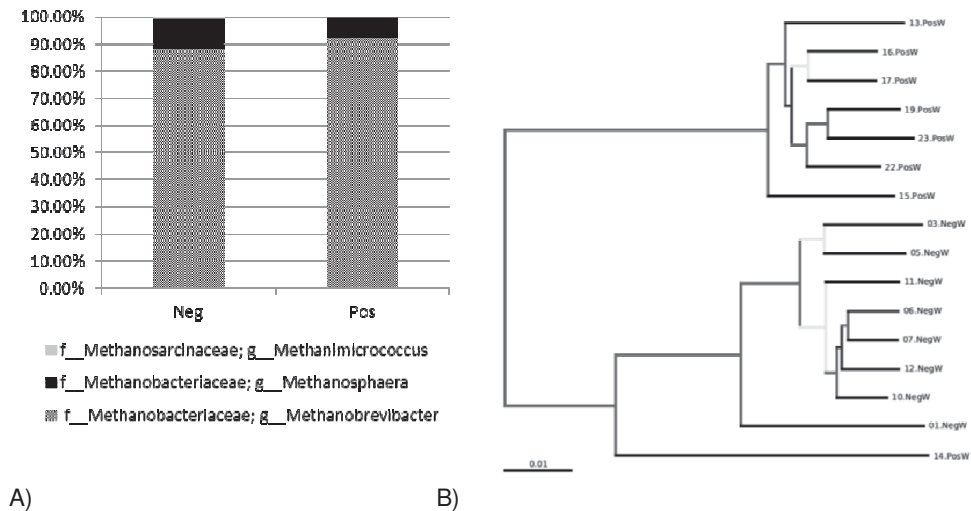 100.00%
90.00%
80.00%
70.00%
60.00%
50.00%
40.00%
30.00%
20.00%
10.00%
0.00%
Neg Pos
f__Methanosarcinaceae; g__Methanimicrococcus
f__Methanobacteriaceae; g__Methanosphaera
f__Methanobacteriaceae; g__Methanobrevibacter
A)
13.PosW
16.PosW
17.PosW
19.PosW
23.PosW
22.PosW
15.PosW
03.NegW
05.NegW
11.NegW
06.NegW
07.NegW
12.NegW
10.NegW
01.NegW
14.PosW
0.01
B)